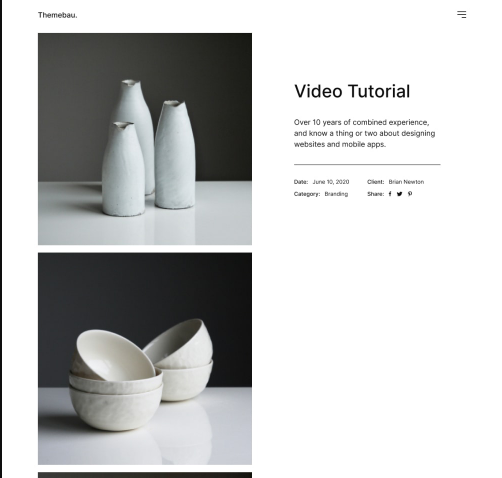 Themebau.
Video Tutorial
Over 10 years of combined experience,
and know a thing or two about designing
websites and mobile apps.
Date: June 10, 2020
Client: Brian Newton
Category: Branding
Share: